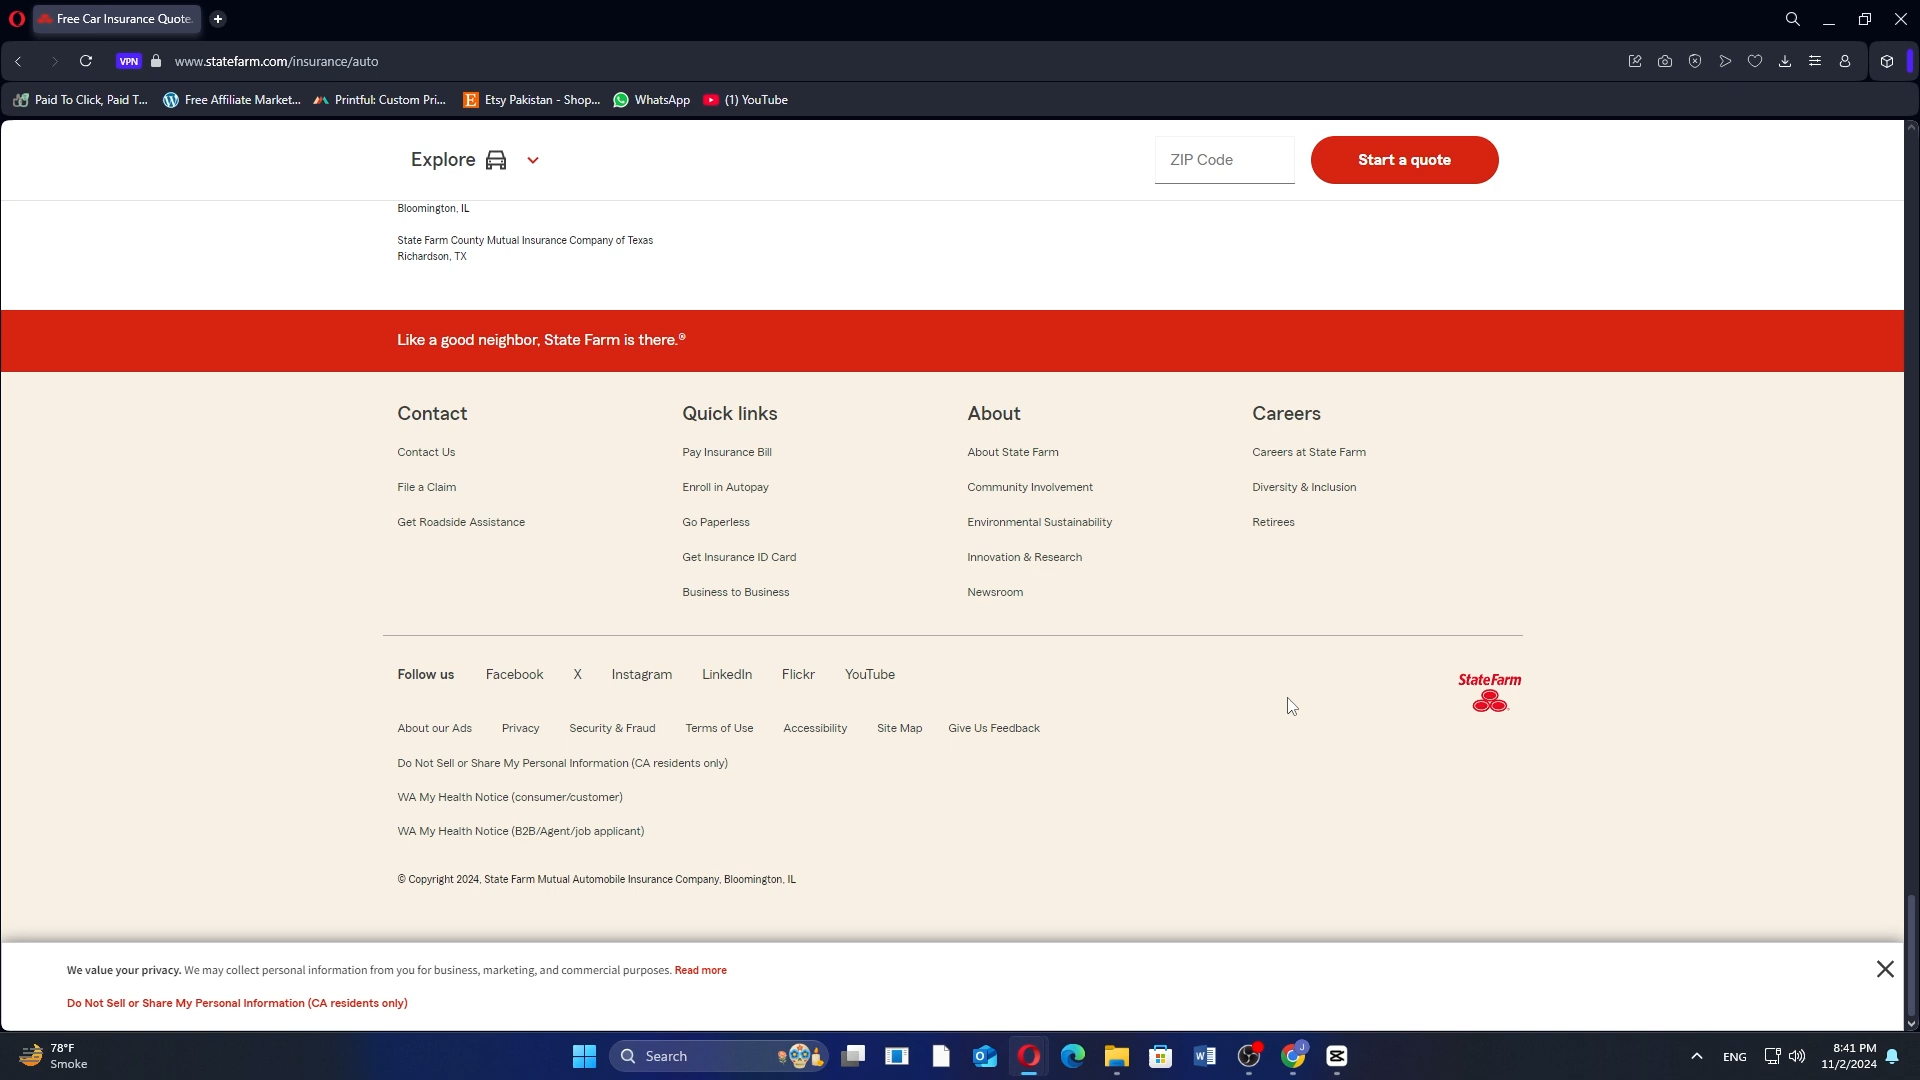 Free Car Insurance Quote
VPN www.statefarm.com/insurance/auto
Paid To Click, Paid T... Free Affiliate Market... Printful: Custom Pri... E Etsy Pakistan - Shop... WhatsApp (1) YouTube
Explore ZIP Code Start a quote
Bloomington, IL
State Farm County Mutual Insurance Company of Texas
Richardson, TX
Like a good neighbor, State Farm is there.®
Contact Quick links About Careers
Contact Us Pay Insurance Bill About State Farm Careers at State Farm
File a Claim Enroll in Autopay Community Involvement Diversity & Inclusion
Get Roadside Assistance Go Paperless Environmental Sustainability Retirees
Get Insurance ID Card Innovation & Research
Business to Business Newsroom
Follow us Facebook X Instagram LinkedIn Flickr YouTube
StateFarm
About our Ads Privacy Security & Fraud Terms of Use Accessibility Site Map Give Us Feedback
Do Not Sell or Share My Personal Information (CA residents only)
WA My Health Notice (consumer/customer)
WA My Health Notice (B2B/Agent/job applicant)
© Copyright 2024, State Farm Mutual Automobile Insurance Company, Bloomington, IL
We value your privacy. We may collect personal information from you for business, marketing, and commercial purposes. Read more
Do Not Sell or Share My Personal Information (CA residents only)
78°F
Smoke
Search
ENG
8:41 PM
11/2/2024